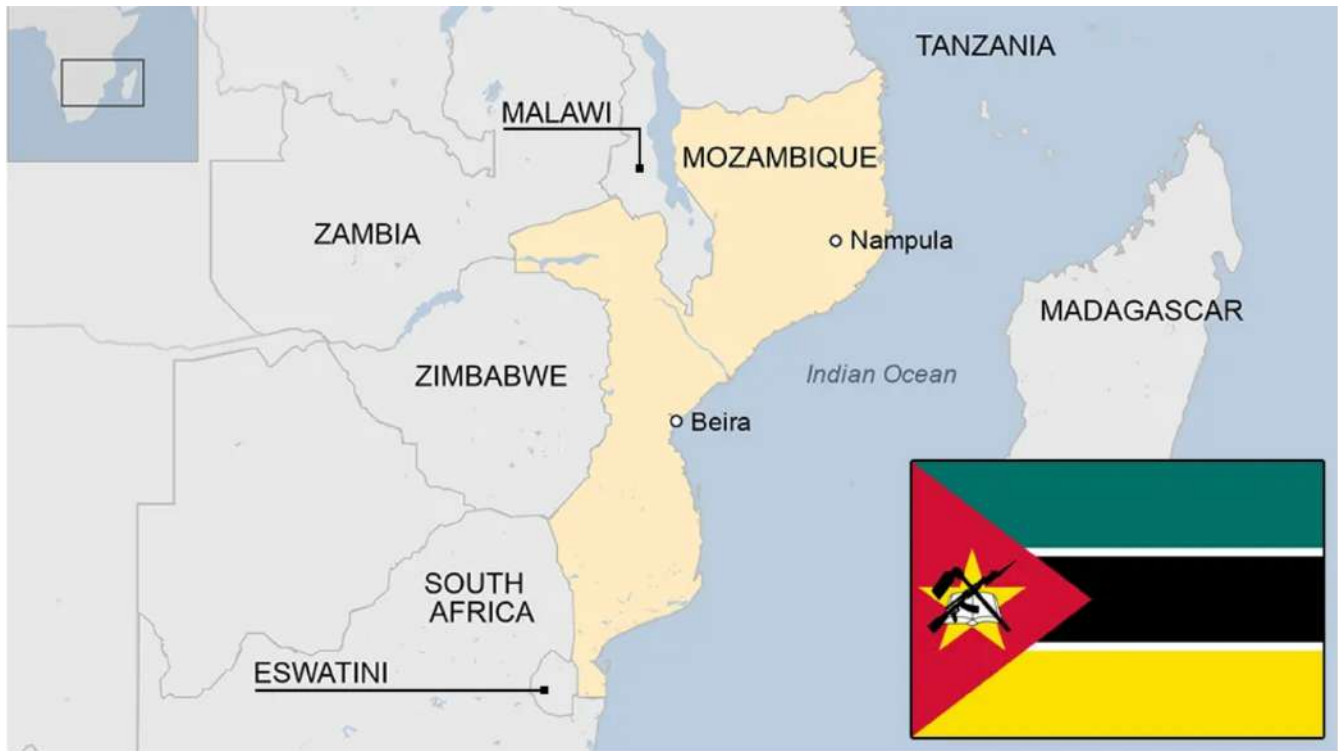 TANZANIA
MALAWI
MOZAMBIQUE
ZAMBIA
Nampula
MADAGASCAR
ZIMBABWE
Indian Ocean
Beira
SOUTH
AFRICA
ESWATINI